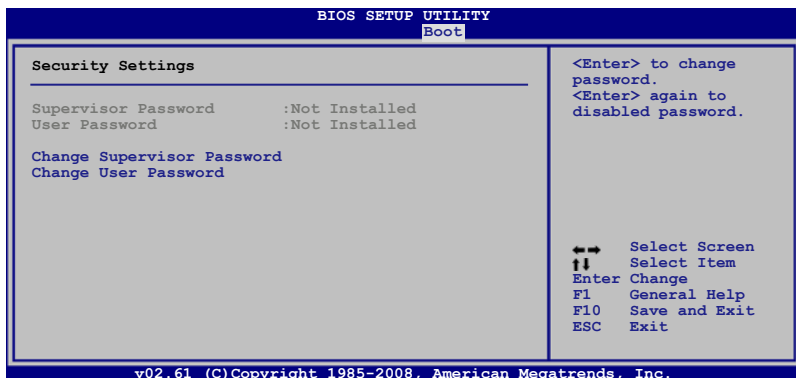 BIOS SETUP UTILITY
Boot
Security Settings
Supervisor Password :Not Installed
User Password :Not Installed
Change Supervisor Password
Change User Password
<Enter> to change
password.
<Enter> again to
disabled password.
←→ Select Screen
↑↓ Select Item
Enter Change
F1 General Help
F10 Save and Exit
ESC Exit
v02.61 (C)Copyright 1985-2008, American Megatrends, Inc.